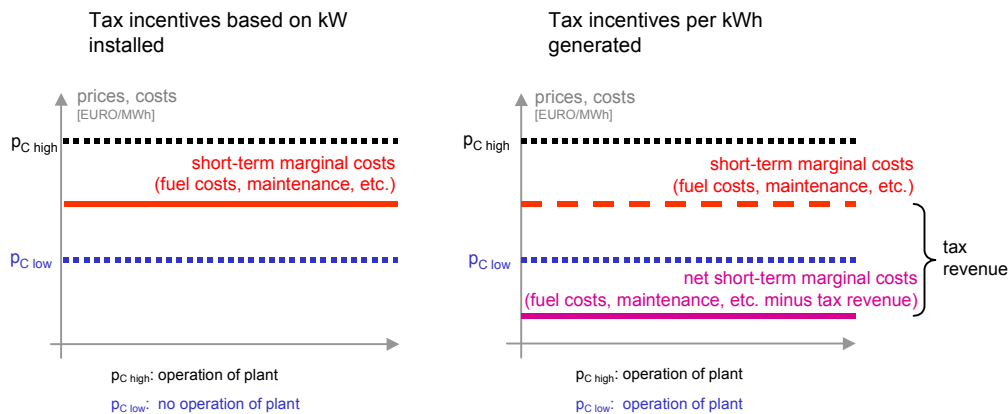 Tax incentives based on kW
installed
prices, costs
[EURO/MWh]
pC high
short-term marginal costs
(fuel costs, maintenance, etc.)
pC low
pC high: operation of plant
pC low: no operation of plant
Tax incentives per kWh
generated
prices, costs
[EURO/MWh]
pC high
short-term marginal costs
(fuel costs, maintenance, etc.)
pC low
tax
revenue
net short-term marginal costs
(fuel costs, maintenance, etc. minus tax revenue)
pC high: operation of plant
pC low: operation of plant